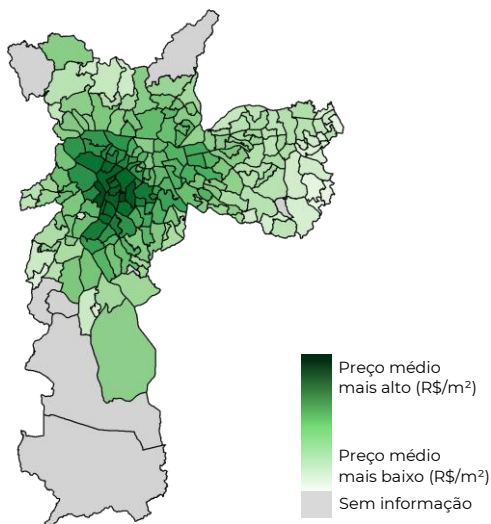 Preço médio
mais alto (R$/m²)
Preço médio
mais baixo (R$/m²)
Sem informação